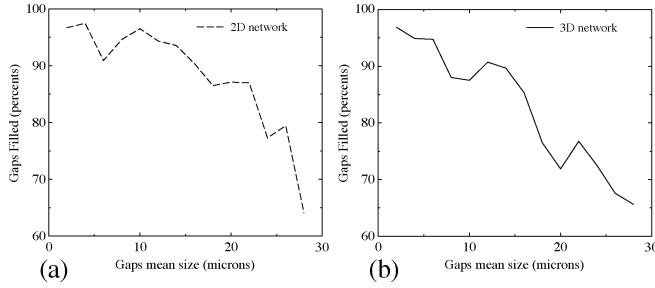 100
90
80
70
60
Gaps Filled (percents)
2D network
0
10
20
30
Gaps mean size (microns)
(a)
100
90
80
70
60
Gaps Filled (percents)
3D network
0
10
20
30
Gaps mean size (microns)
(b)